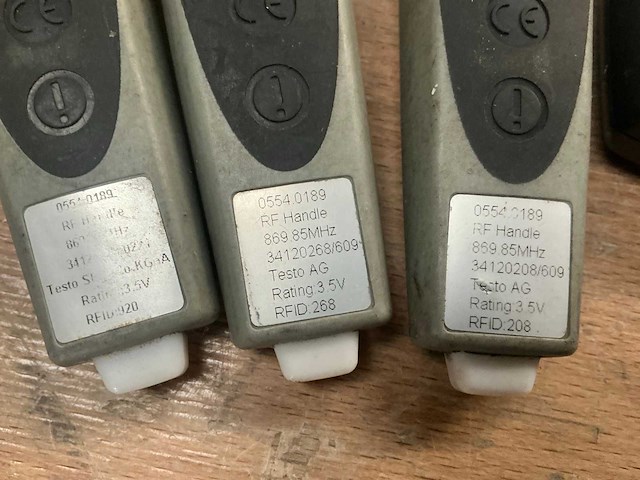 CE
0554.0189
RF Handle
Testo
Rating:3.5V
CE
0554.0189
RF Handle
869.85MHz
34120268/609
Testo AG
Rating:3.5V
RFID:268
CE
0554.0189
RF Handle
869.85MHz
34120208/609
Testo AG
Rating:3.5V
RFID:208